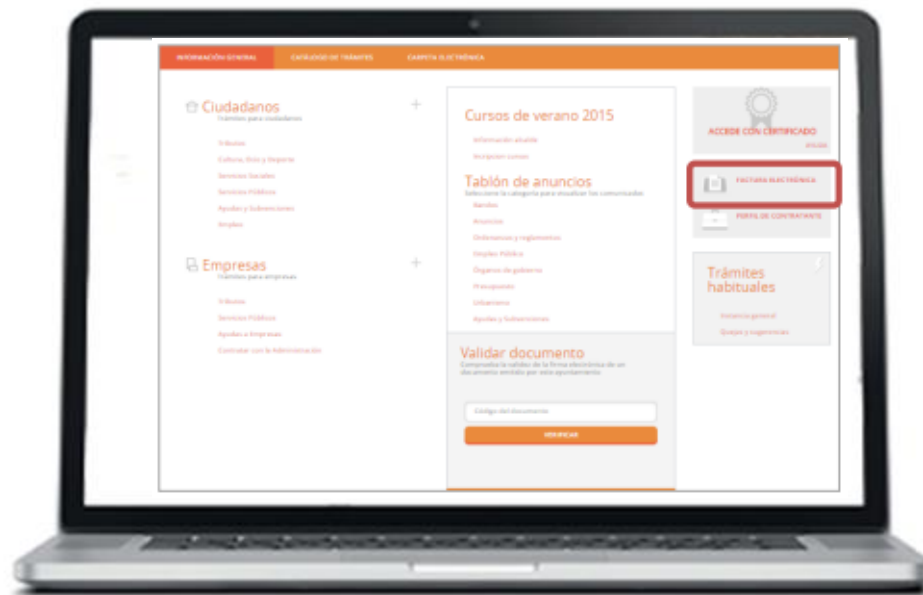 INFORMACIÓN GENERAL
CATÁLOGO DE TRÁMITES
CARPETA ELECTRÓNICA
Ciudadanos
Trámites para ciudadanos
Tributos
Cultura, Ocio y Deporte
Servicios Sociales
Servicios Públicos
Ayudas y Subvenciones
Empleo
Empresas
Trámites para empresas
Tributos
Servicios Públicos
Ayudas a Empresas
Contratar con la Administración
Cursos de verano 2015
Información añadida
Inscripción cursos
Tablón de anuncios
Seleccione la categoría para visualizar los comunicados
Bandos
Anuncios
Ordenanzas y reglamentos
Empleo Público
Órganos de gobierno
Presupuesto
Urbanismo
Ayudas y Subvenciones
Validar documento
Comprueba la validez de la firma electrónica de un
documento emitido por este ayuntamiento
Código del documento
VERIFICAR
ACCEDE CON CERTIFICADO
AYUDA
FACTURA ELECTRÓNICA
PERFIL DE CONTRATANTE
Trámites
habituales
Instancia general
Quejas y sugerencias